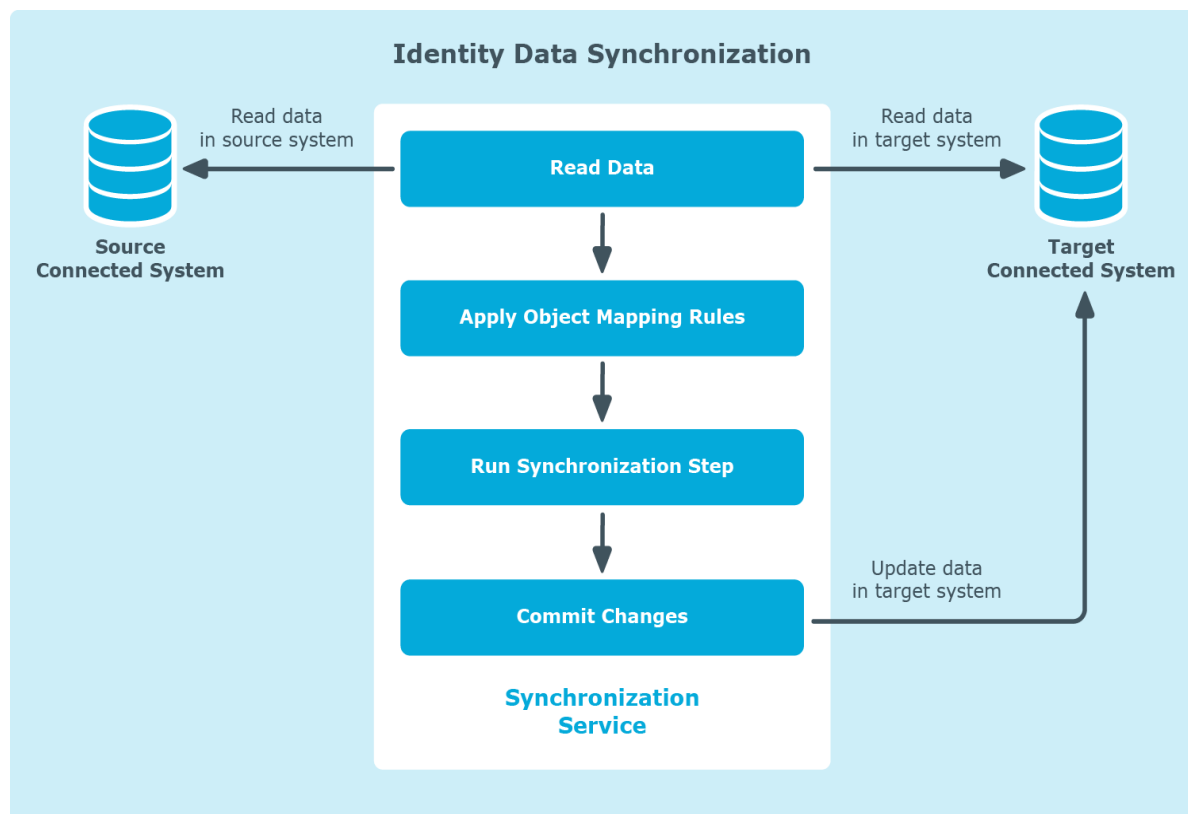 Identity Data Synchronization
Read data
in source system
Read data
in target system
Read Data
Source
Connected System
Target
Connected System
Apply Object Mapping Rules
Run Synchronization Step
Update data
in target system
Commit Changes
Synchronization
Service